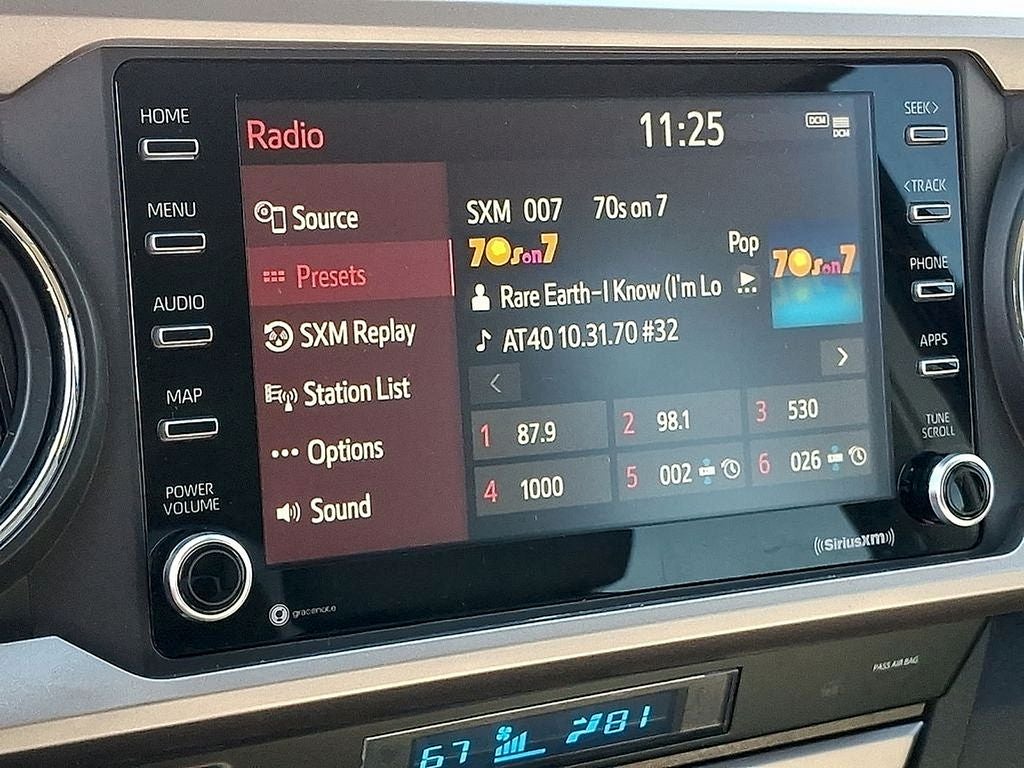 HOME
MENU
AUDIO
MAP
POWER
VOLUME
Radio
11:25
DCM
DCM
Source
Presets
SXM Replay
Station List
Options
Sound
SXM 007 70s on 7
70s on 7
Pop
70s on 7
Rare Earth-I Know (I'm Lo
AT40 10.31.70 #32
1 87.9
2 98.1
3 530
4 1000
5 002
6 026
SEEK>
<TRACK
PHONE
APPS
TUNE
SCROLL
gracenote
((SiriusXM))
PASS AIR BAG
67 81